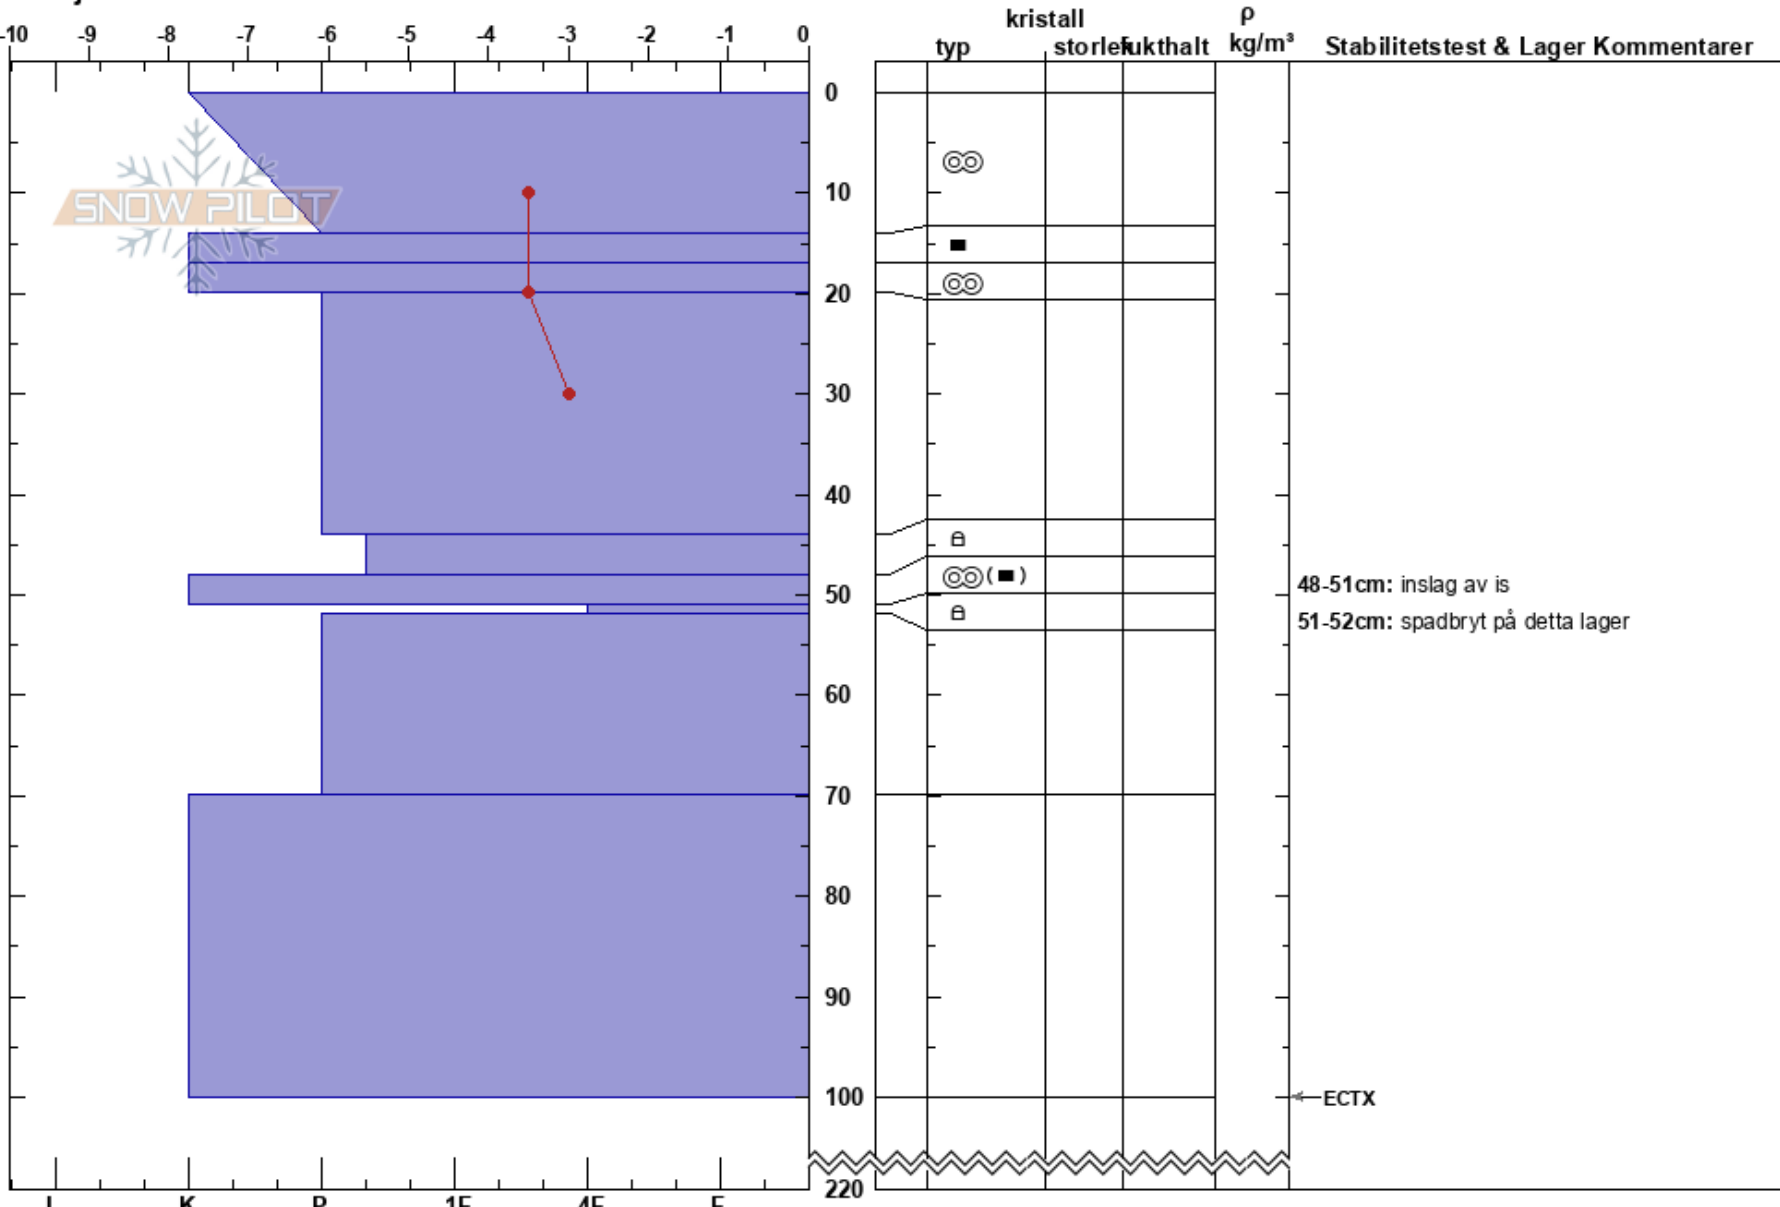 kristall ρ
-10 -9 -8 -7 -6 -5 -4 -3 -2 -1 0
typ storlek fukthalt kg/m³ Stabilitetstest & Lager Kommentarer
0
10
SNOW PILOT
20
30
40
50
48-51cm: inslag av is
51-52cm: spadbryt på detta lager
60
70
80
90
100
ECTX
220
I K P 1F 4F F